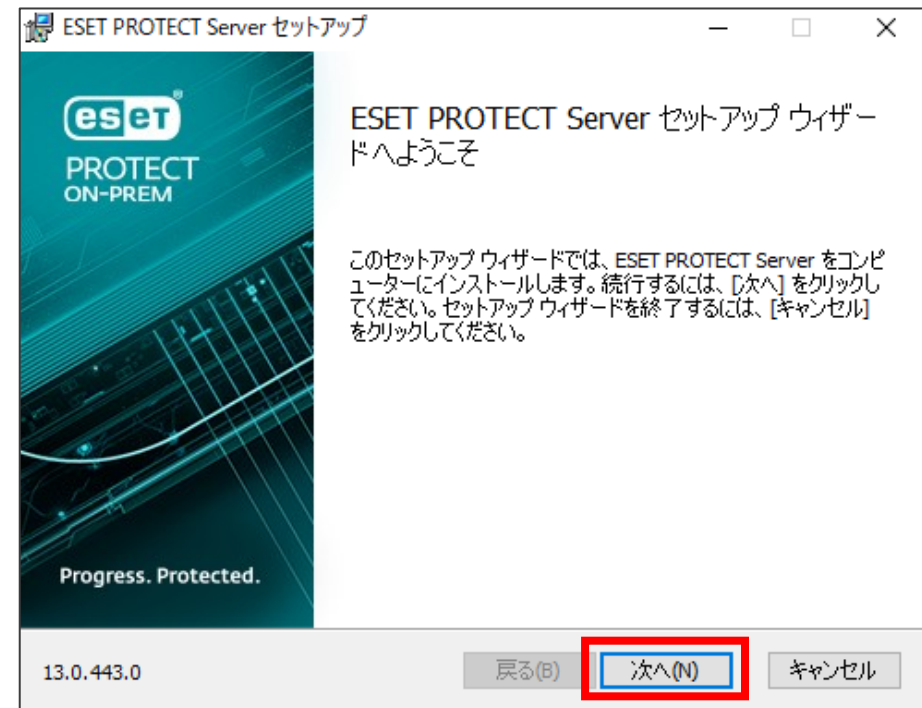 ESET PROTECT Server セットアップ
eset
PROTECT
ON-PREM
ESET PROTECT Server セットアップ ウィザー
ドへようこそ
このセットアップ ウィザードでは、ESET PROTECT Server をコンピ
ューターにインストールします。続行するには、[次へ] をクリックし
てください。セットアップ ウィザードを終了するには、[キャンセル]
をクリックしてください。
Progress. Protected.
13.0.443.0
戻る(B)
次へ(N)
キャンセル